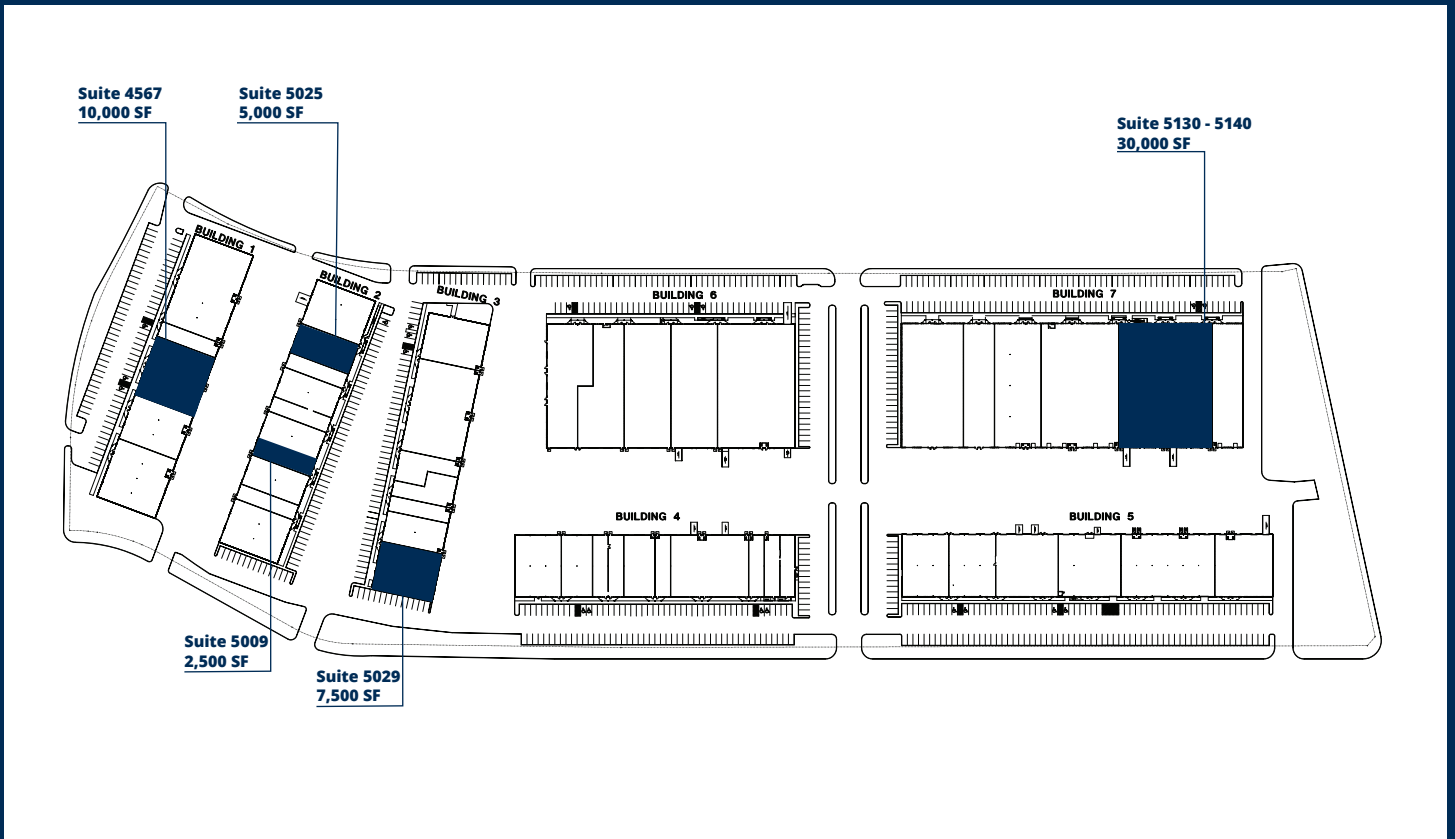 Suite 4567
10,000 SF
Suite 5025
5,000 SF
Suite 5130 - 5140
30,000 SF
BUILDING 1
BUILDING 2
BUILDING 3
BUILDING 6
BUILDING 7
BUILDING 4
BUILDING 5
Suite 5009
2,500 SF
Suite 5029
7,500 SF